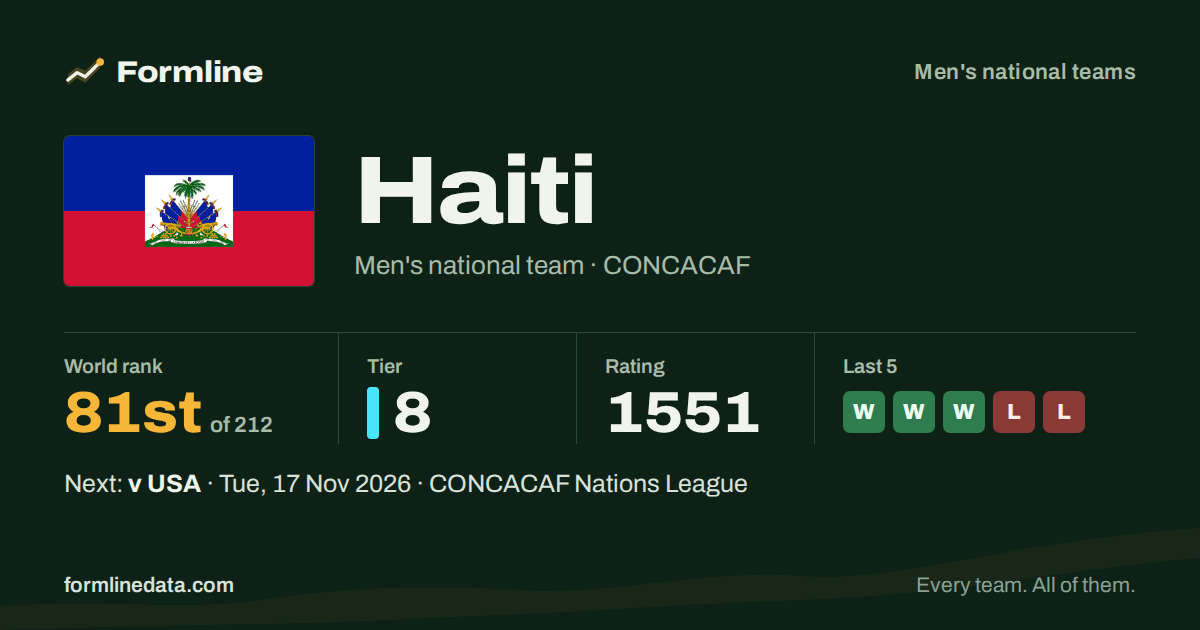 Formline
Men's national teams
Haiti
Men's national team · CONCACAF
World rank
81st of 212
Tier
8
Rating
1551
Last 5
W W W L L
Next: v USA · Tue, 17 Nov 2026 · CONCACAF Nations League
formlinedata.com
Every team. All of them.